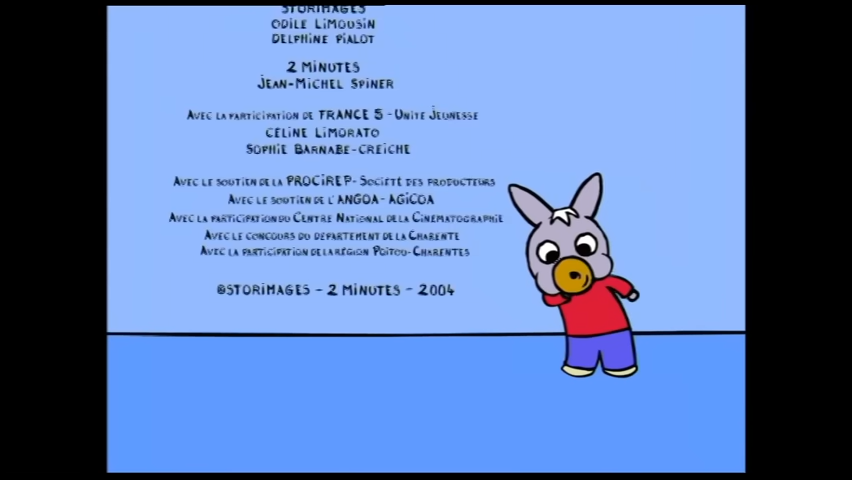 STORIMAGES
ODILE LIMOUSIN
DELPHINE PIALOT
2 MINUTES
JEAN-MICHEL SPINER
AVEC LA PARTICIPATION DE FRANCE 5 - UNITÉ JEUNESSE
CÉLINE LIMORATO
SOPHIE BARNABE-CREICHE
AVEC LE SOUTIEN DE LA PROCIREP- SOCIÉTÉ DES PRODUCTEURS
AVEC LE SOUTIEN DE L'ANGOA- AGICOA
AVEC LA PARTICIPATION DU CENTRE NATIONAL DE LA CINEMATOGRAPHIE
AVEC LE CONCOURS DU DEPARTEMENT DE LA CHARENTE
AVEC LA PARTICIPATION DE LA RÉGION POITOU-CHARENTES
©STORIMAGES - 2 MINUTES - 2004